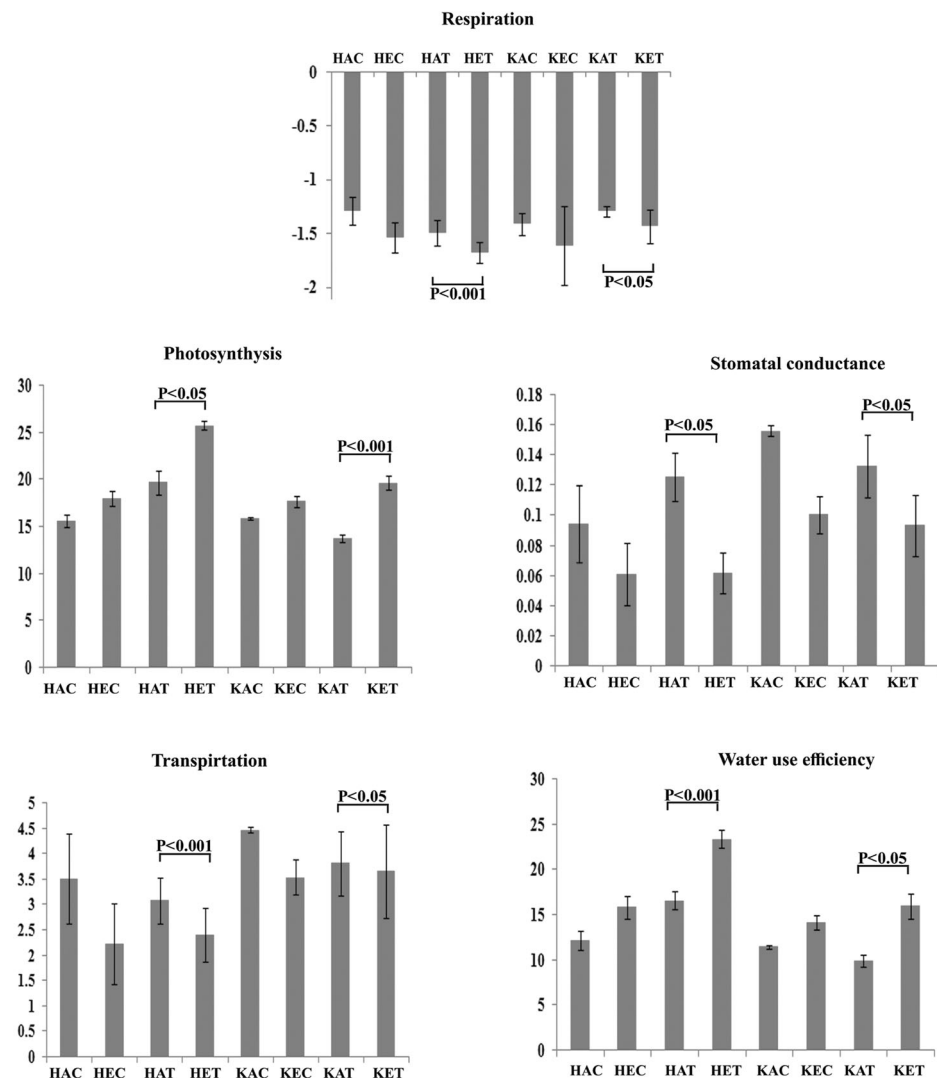 Respiration
HAC HEC HAT HET KAC KEC KAT KET
0
-0.5
-1
-1.5
-2
P<0.001
P<0.05
Photosynthysis
30
25
20
15
10
5
0
P<0.05
P<0.001
HAC HEC HAT HET KAC KEC KAT KET
Stomatal conductance
0.18
0.16
0.14
0.12
0.1
0.08
0.06
0.04
0.02
0
P<0.05
P<0.05
HAC HEC HAT HET KAC KEC KAT KET
Transpirtation
5
4.5
4
3.5
3
2.5
2
1.5
1
0.5
0
P<0.001
P<0.05
HAC HEC HAT HET KAC KEC KAT KET
Water use efficiency
30
25
20
15
10
5
0
P<0.001
P<0.05
HAC HEC HAT HET KAC KEC KAT KET